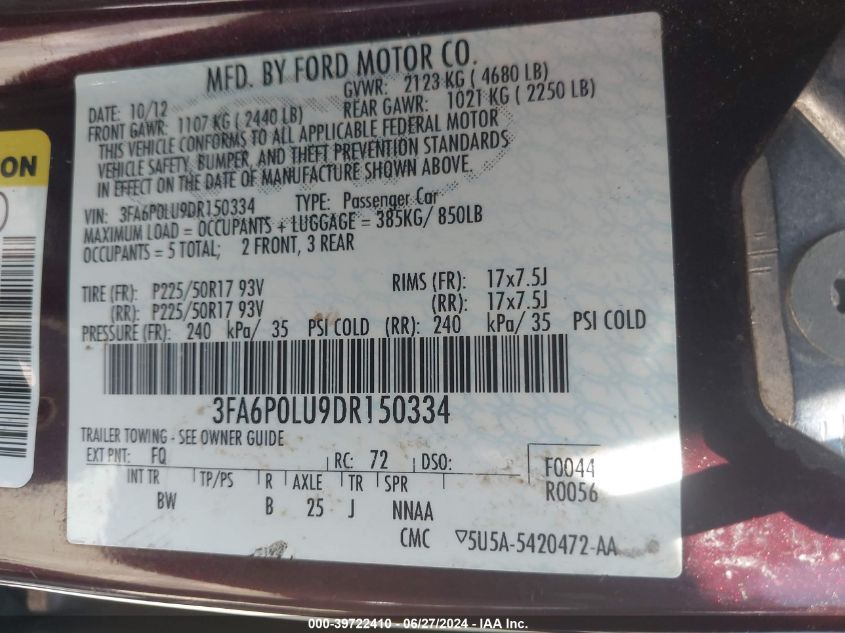 MFD. BY FORD MOTOR CO.
DATE: 10/12 GVWR: 2123 KG ( 4680 LB)
FRONT GAWR: 1107 KG ( 2440 LB) REAR GAWR: 1021 KG ( 2250 LB)
THIS VEHICLE CONFORMS TO ALL APPLICABLE FEDERAL MOTOR
VEHICLE SAFETY, BUMPER, AND THEFT PREVENTION STANDARDS
IN EFFECT ON THE DATE OF MANUFACTURE SHOWN ABOVE.
VIN: 3FA6P0LU9DR150334 TYPE: Passenger Car
MAXIMUM LOAD = OCCUPANTS + LUGGAGE = 385KG/ 850LB
OCCUPANTS = 5 TOTAL; 2 FRONT, 3 REAR
TIRE (FR): P225/50R17 93V RIMS (FR): 17x7.5J
(RR): P225/50R17 93V (RR): 17x7.5J
PRESSURE (FR): 240 kPa/ 35 PSI COLD (RR): 240 kPa/ 35 PSI COLD
3FA6P0LU9DR150334
TRAILER TOWING - SEE OWNER GUIDE
EXT PNT: FQ RC: 72 DSO: F0044
INT TR TP/PS R AXLE TR SPR R0056
BW B 25 J NNAA
CMC 5U5A-5420472-AA
ON
000-39722410 - 06/27/2024 - IAA Inc.